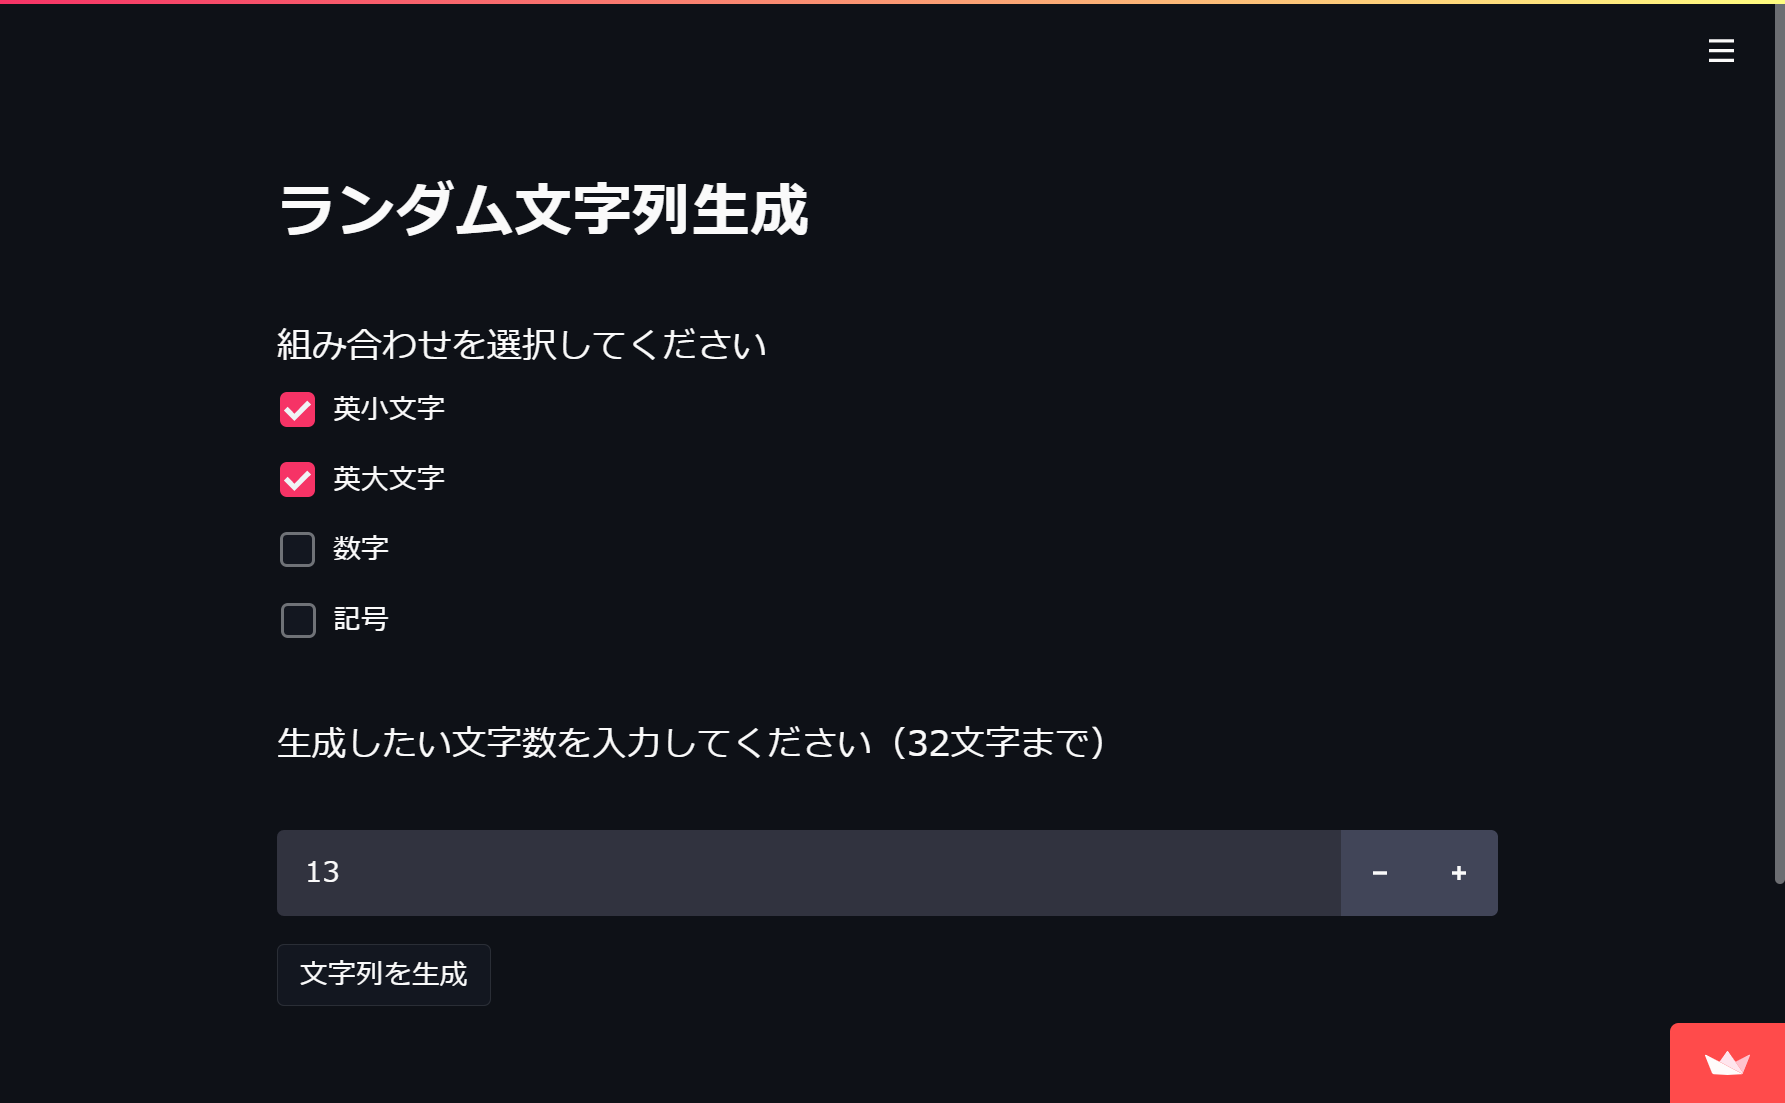 ランダム文字列生成
組み合わせを選択してください
英小文字
英大文字
数字
記号
生成したい文字数を入力してください（32文字まで）
13
文字列を生成